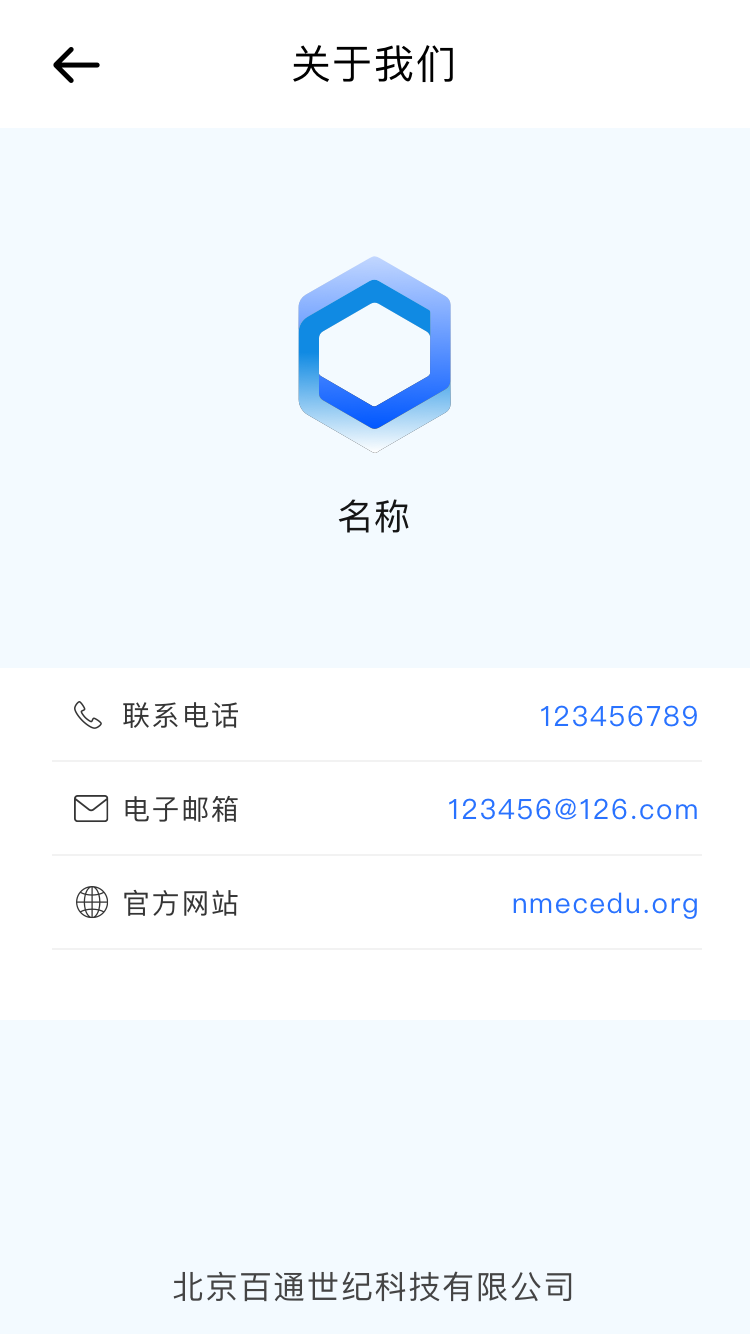 关于我们
名称
联系电话 123456789
电子邮箱 123456@126.com
官方网站 nmecedu.org
北京百通世纪科技有限公司